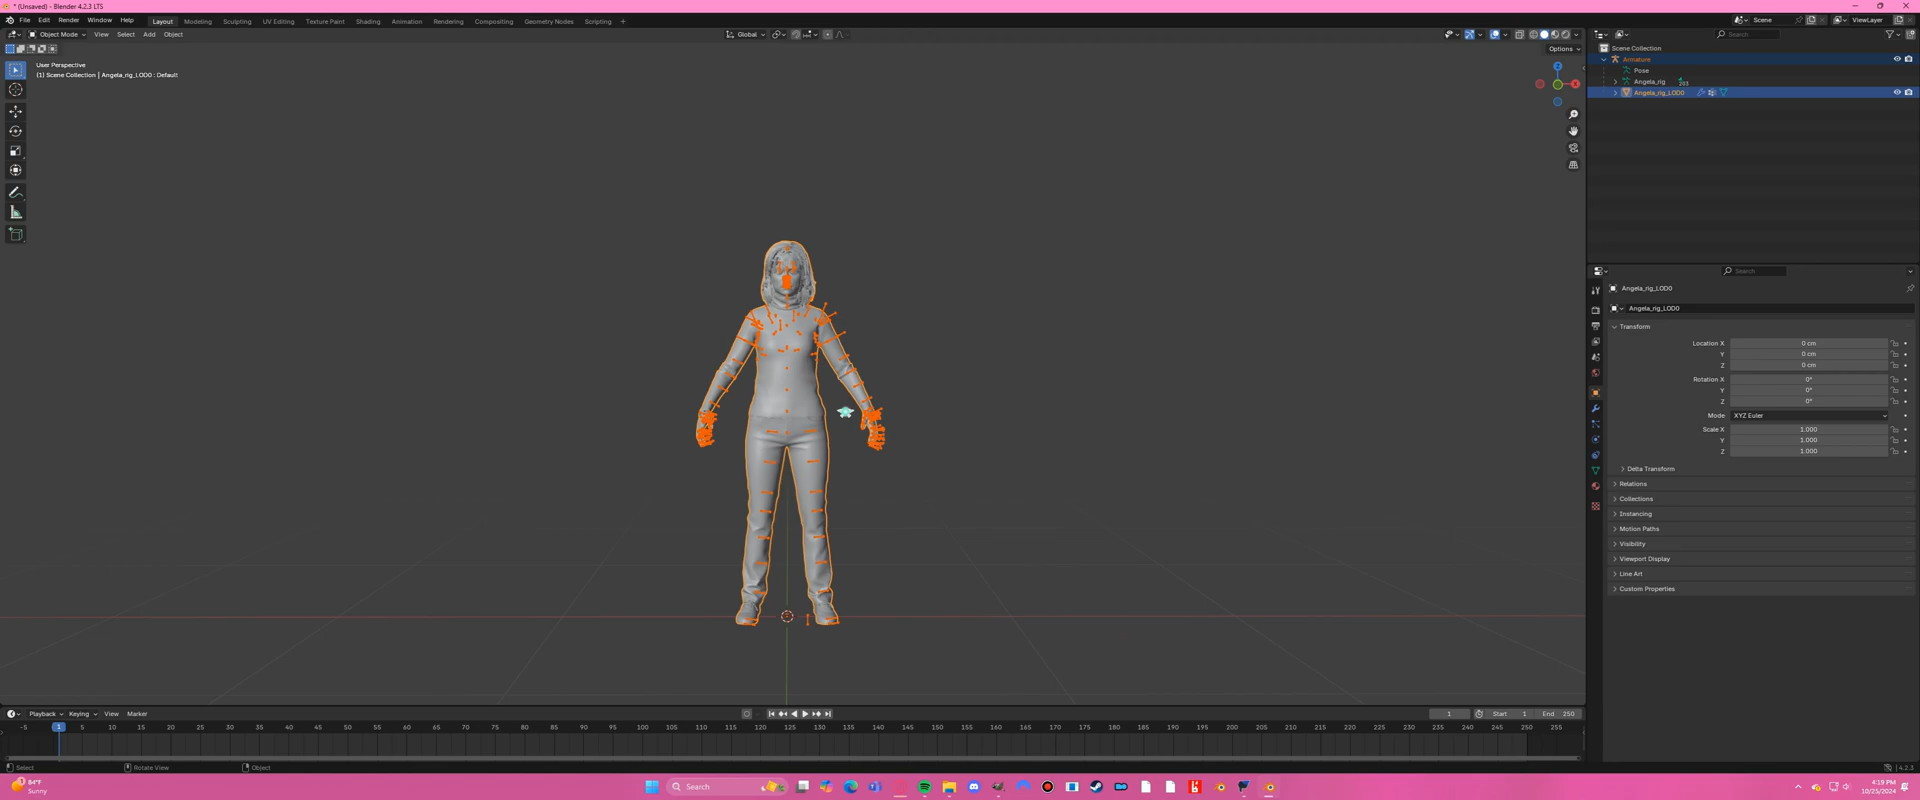 * (Unsaved) - Blender 4.2.3 LTS
File Edit Render Window Help Layout Modeling Sculpting UV Editing Texture Paint Shading Animation Rendering Compositing Geometry Nodes Scripting + Scene ViewLayer
Object Mode View Select Add Object Global Search
Options
User Perspective
(1) Scene Collection | Angela_rig_LOD0 : Default
Z
X
Scene Collection
Armature
Pose
Angela_rig 203
Angela_rig_LOD0
Search
Angela_rig_LOD0
Angela_rig_LOD0
Transform
Location X 0 cm
Y 0 cm
Z 0 cm
Rotation X 0°
Y 0°
Z 0°
Mode XYZ Euler
Scale X 1.000
Y 1.000
Z 1.000
Delta Transform
Relations
Collections
Instancing
Motion Paths
Visibility
Viewport Display
Line Art
Custom Properties
Playback Keying View Marker 1 Start 1 End 250
-5 1 5 10 15 20 25 30 35 40 45 50 55 60 65 70 75 80 85 90 95 100 105 110 115 120 125 130 135 140 145 150 155 160 165 170 175 180 185 190 195 200 205 210 215 220 225 230 235 240 245 250 255
Select Rotate View Object 4.2.3
84°F
Sunny
Search
4:19 PM
10/25/2024